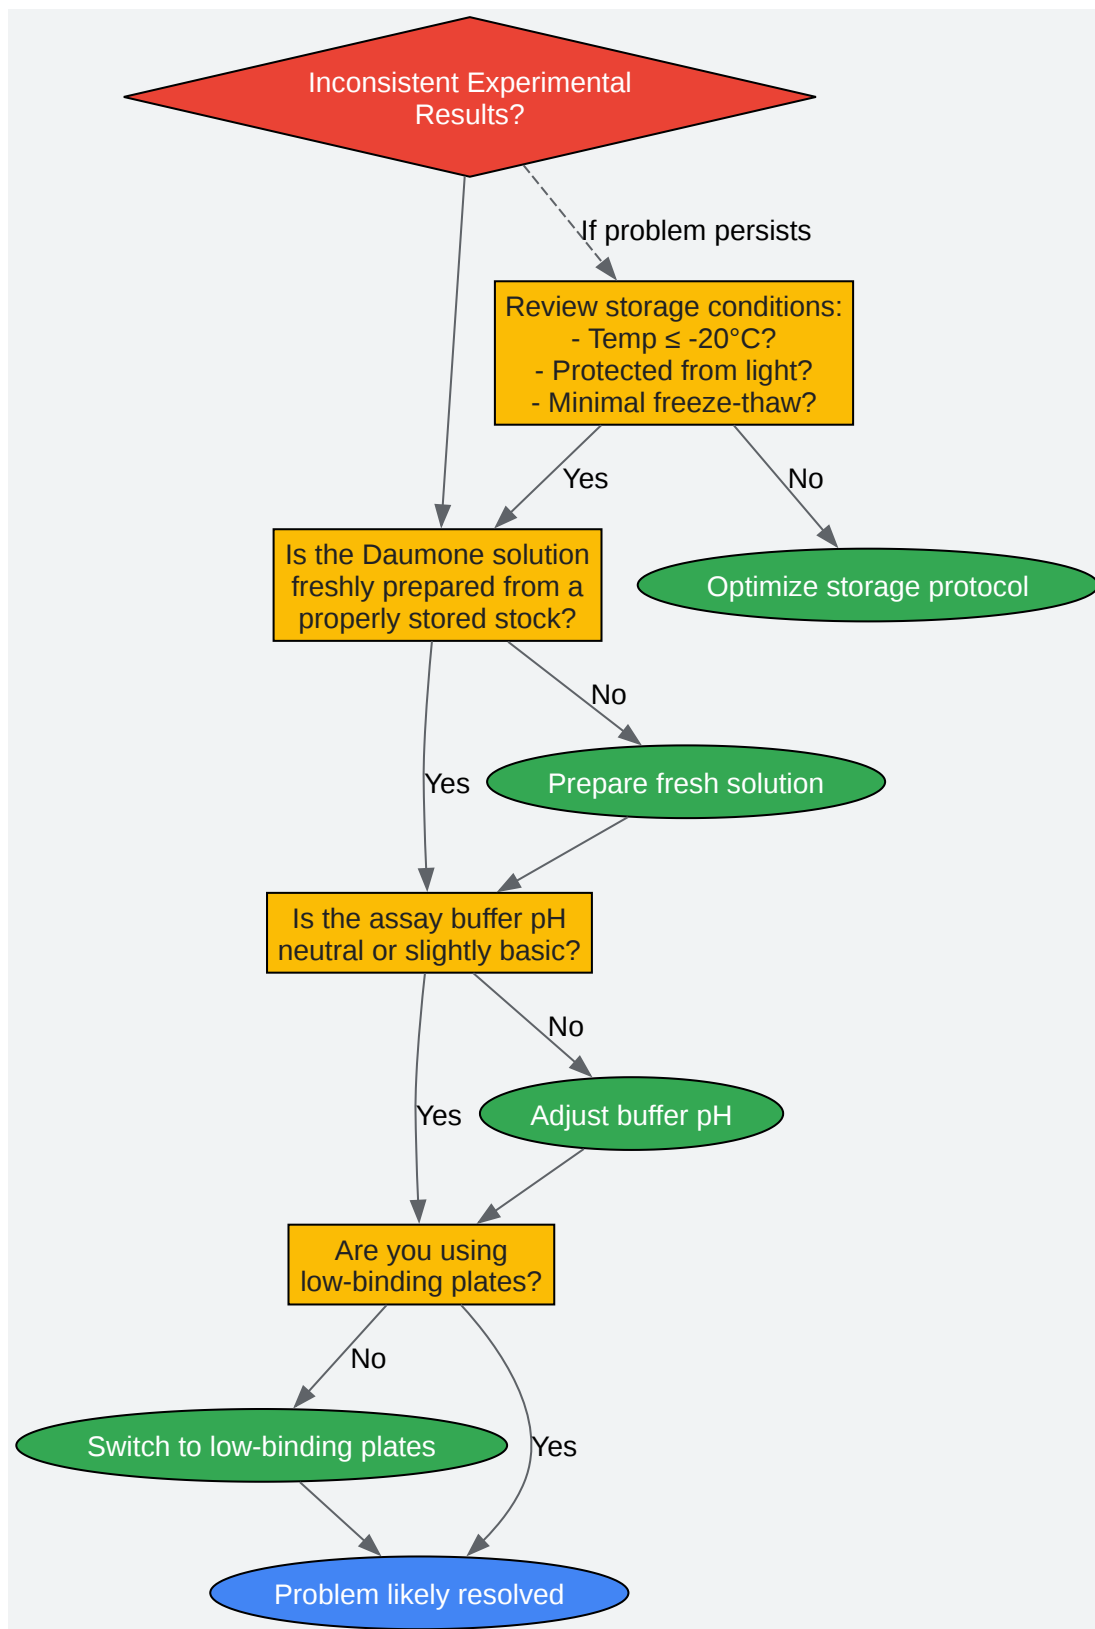 Inconsistent Experimental
Results?
If problem persists
Review storage conditions:
- Temp ≤ -20°C?
- Protected from light?
- Minimal freeze-thaw?
Yes
No
Is the Daumone solution
freshly prepared from a
properly stored stock?
Optimize storage protocol
No
Yes
Prepare fresh solution
Is the assay buffer pH
neutral or slightly basic?
No
Yes
Adjust buffer pH
Are you using
low-binding plates?
No
Switch to low-binding plates
Yes
Problem likely resolved